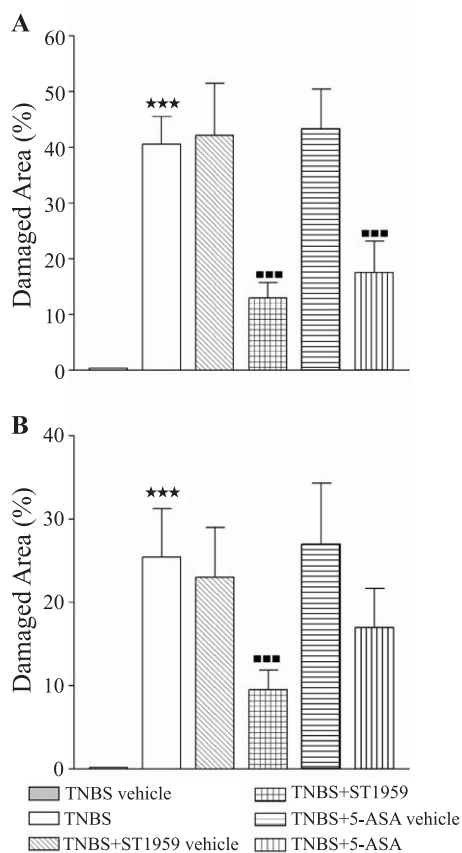 A
Damaged Area (%)
60
50
40
30
20
10
0
★★★
■■■
■■■
B
Damaged Area (%)
40
30
20
10
0
★★★
■■■
TNBS vehicle
TNBS
TNBS+ST1959 vehicle
TNBS+ST1959
TNBS+5-ASA vehicle
TNBS+5-ASA